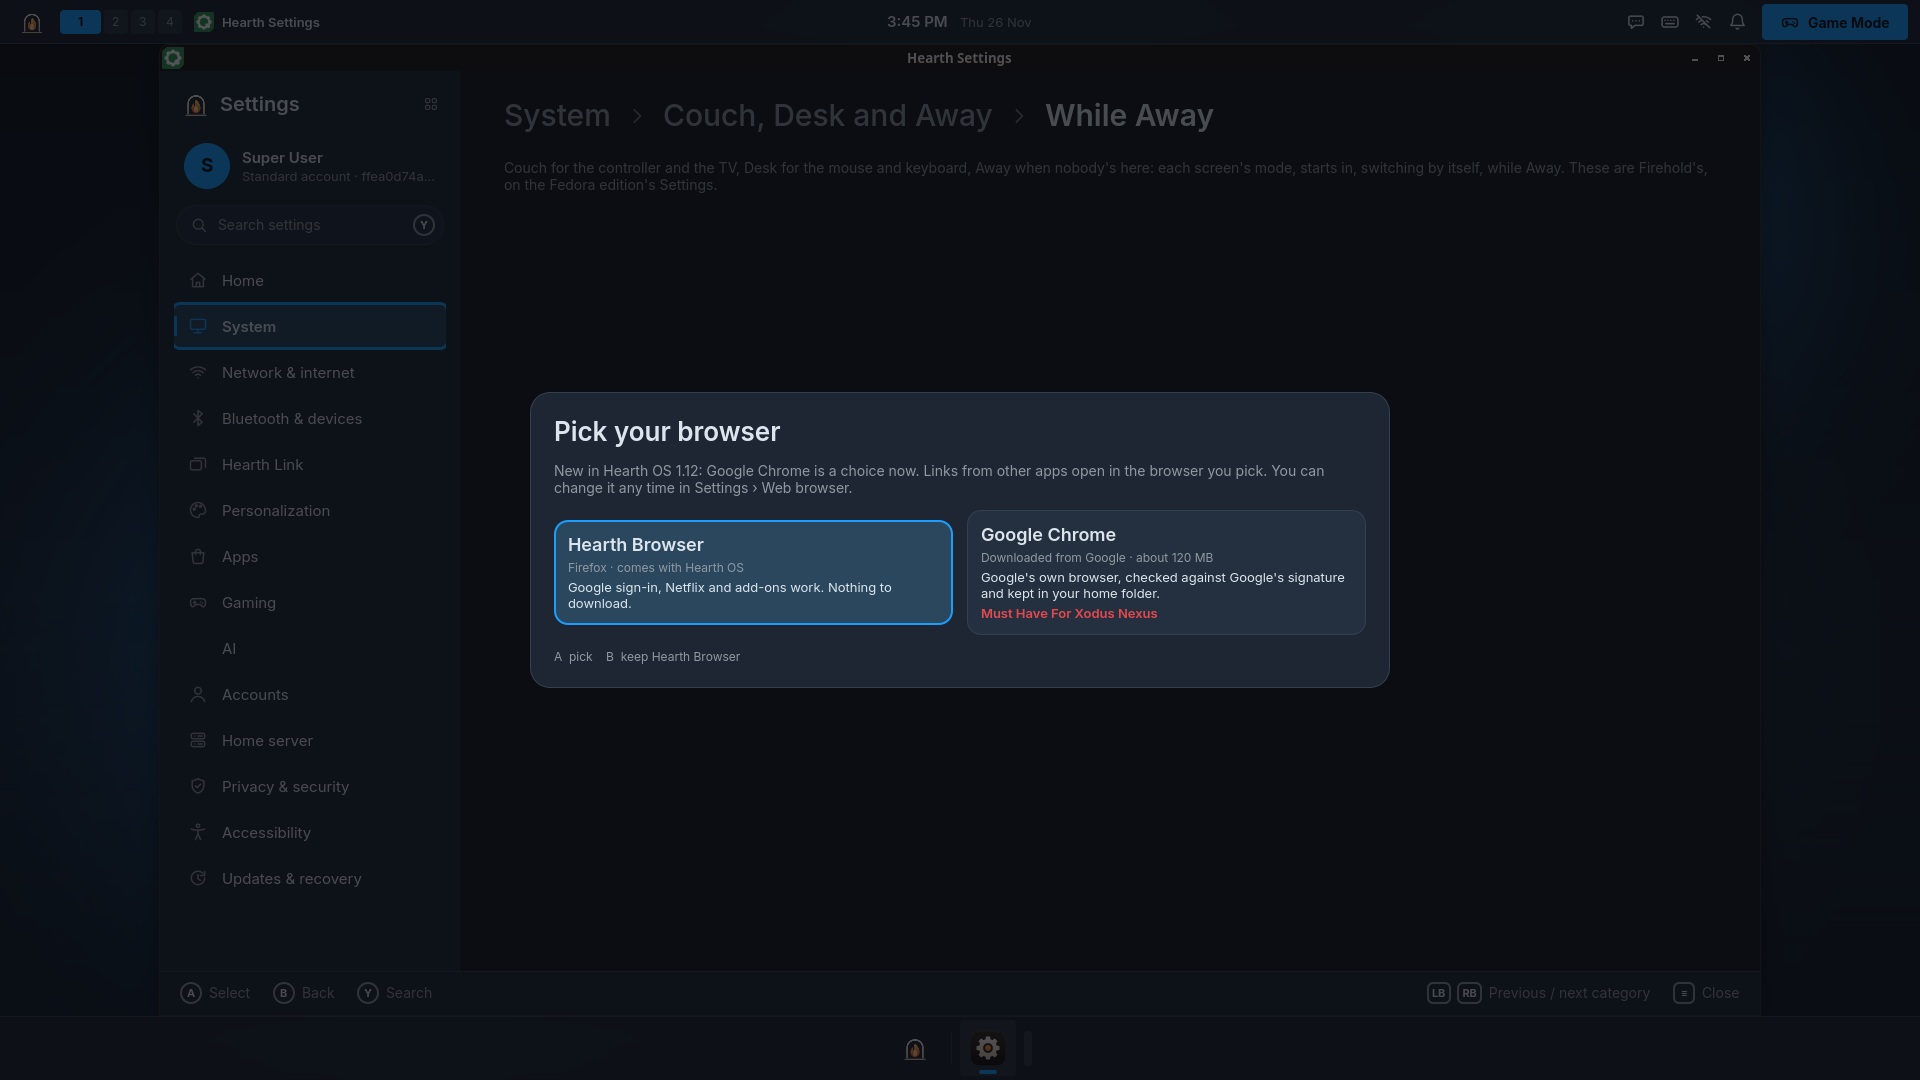 1 2 3 4 Hearth Settings 3:45 PM Thu 26 Nov Game Mode
Hearth Settings
Settings
S
Super User
Standard account · ffea0d74a...
Search settings Y
Home
System
Network & internet
Bluetooth & devices
Hearth Link
Personalization
Apps
Gaming
AI
Accounts
Home server
Privacy & security
Accessibility
Updates & recovery
System > Couch, Desk and Away > While Away
Couch for the controller and the TV, Desk for the mouse and keyboard, Away when nobody's here: each screen's mode, starts in, switching by itself, while Away. These are Firehold's,
on the Fedora edition's Settings.
Pick your browser
New in Hearth OS 1.12: Google Chrome is a choice now. Links from other apps open in the browser you pick. You can
change it any time in Settings › Web browser.
Hearth Browser
Firefox · comes with Hearth OS
Google sign-in, Netflix and add-ons work. Nothing to
download.
Google Chrome
Downloaded from Google · about 120 MB
Google's own browser, checked against Google's signature
and kept in your home folder.
Must Have For Xodus Nexus
A pick B keep Hearth Browser
A Select B Back Y Search LB RB Previous / next category ≡ Close